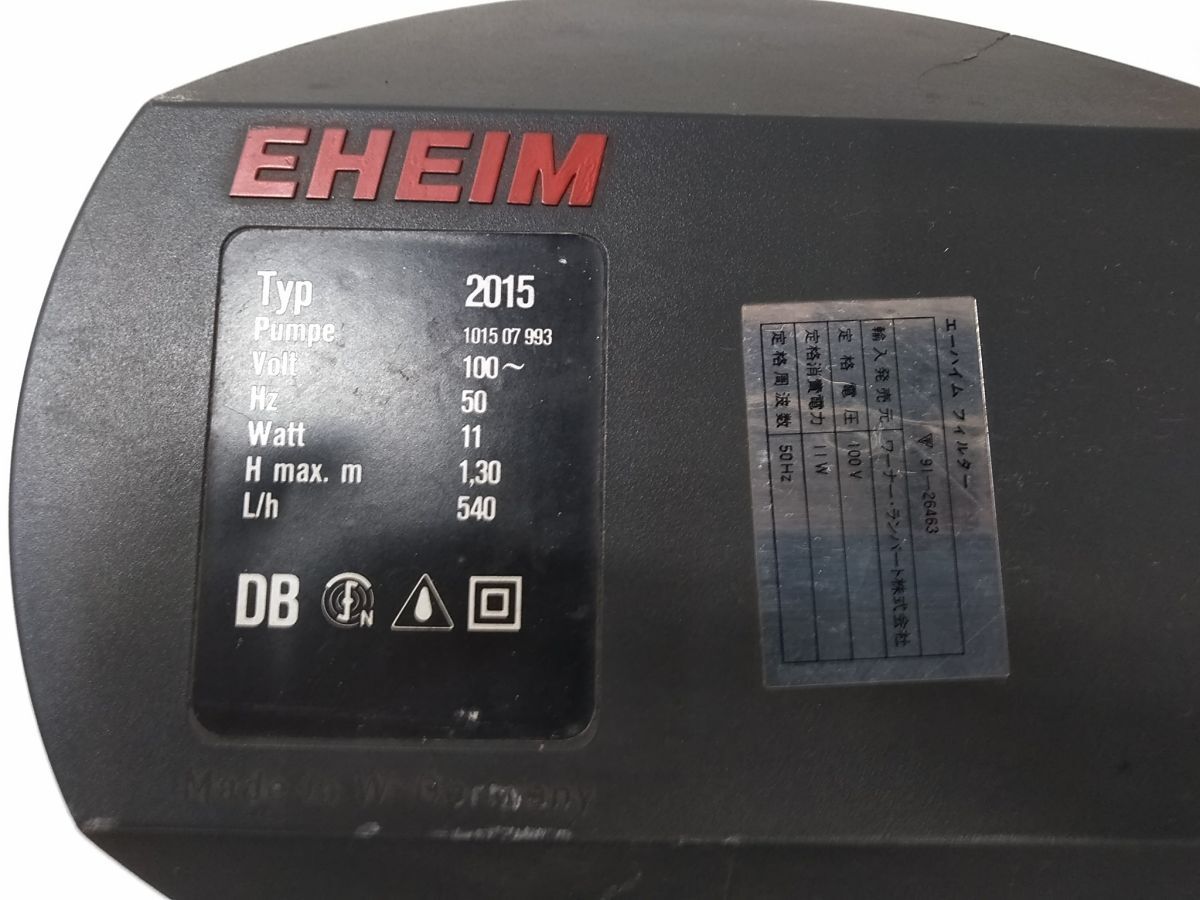 EHEIM
Typ 2015
Pumpe 1015 07 993
Volt 100~
Hz 50
Watt 11
H max. m 1,30
L/h 540
DB
N
Made in W. Germany
エーハイム フィルター
91-26463
輸入発売元 ワーナー・ランバート株式会社
定格電圧 100V
定格消費電力 11W
定格周波数 50Hz